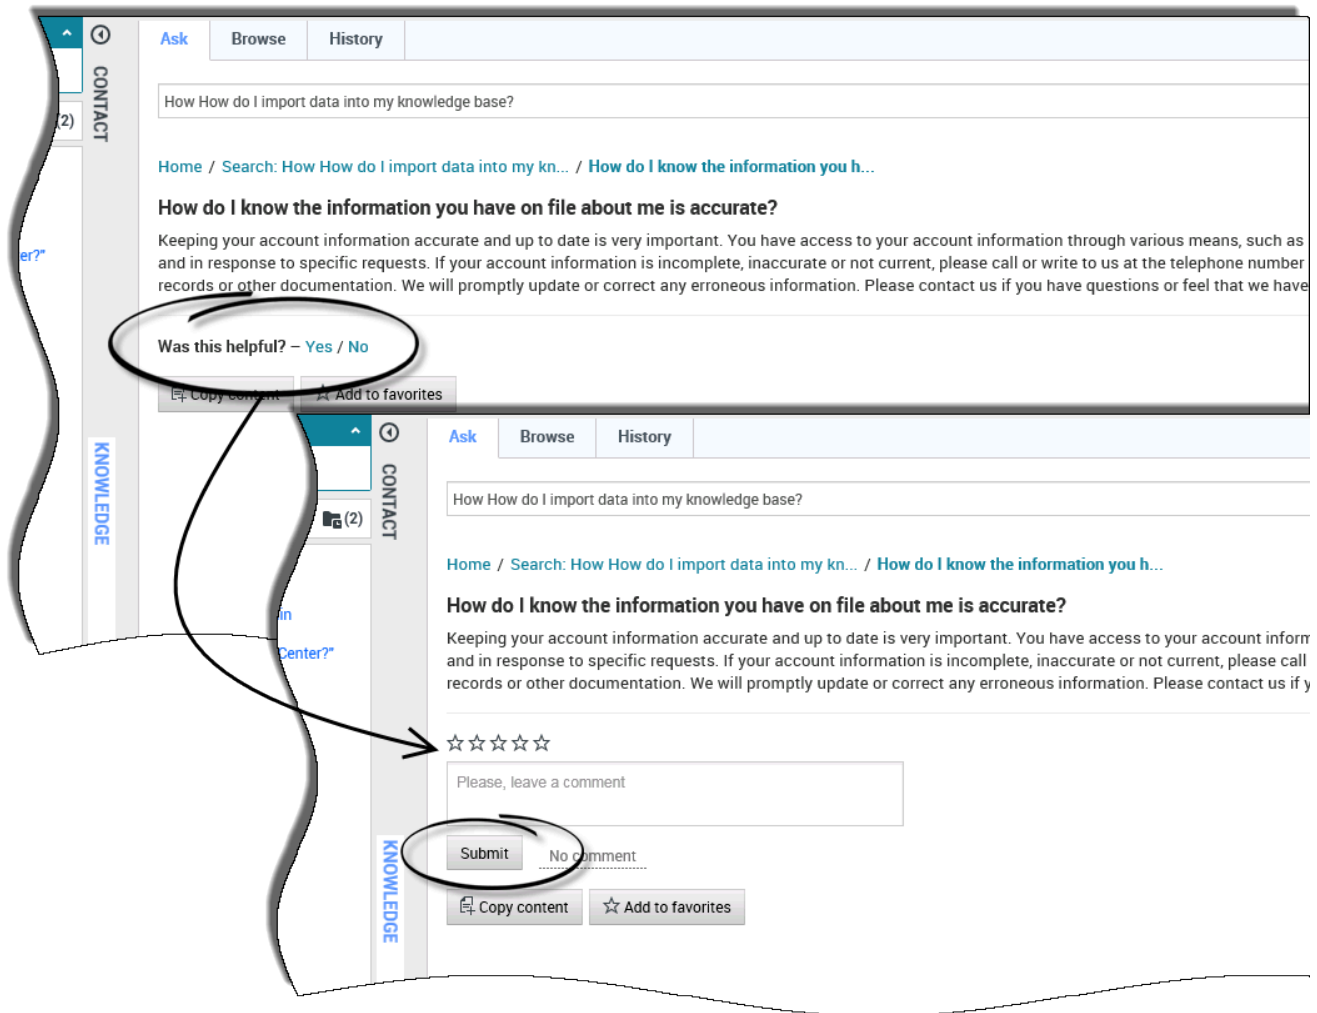 Ask Browse History
CONTACT
(2)
How How do I import data into my knowledge base?
Home / Search: How How do I import data into my kn... / How do I know the information you h...
How do I know the information you have on file about me is accurate?
Keeping your account information accurate and up to date is very important. You have access to your account information through various means, such as
er?"
and in response to specific requests. If your account information is incomplete, inaccurate or not current, please call or write to us at the telephone number
records or other documentation. We will promptly update or correct any erroneous information. Please contact us if you have questions or feel that we have
Was this helpful? – Yes / No
Copy content Add to favorites
KNOWLEDGE
Ask Browse History
CONTACT
(2)
How How do I import data into my knowledge base?
Home / Search: How How do I import data into my kn... / How do I know the information you h...
How do I know the information you have on file about me is accurate?
in
Keeping your account information accurate and up to date is very important. You have access to your account inform
Center?"
and in response to specific requests. If your account information is incomplete, inaccurate or not current, please call
records or other documentation. We will promptly update or correct any erroneous information. Please contact us if y
Please, leave a comment
Submit No comment
KNOWLEDGE
Copy content Add to favorites